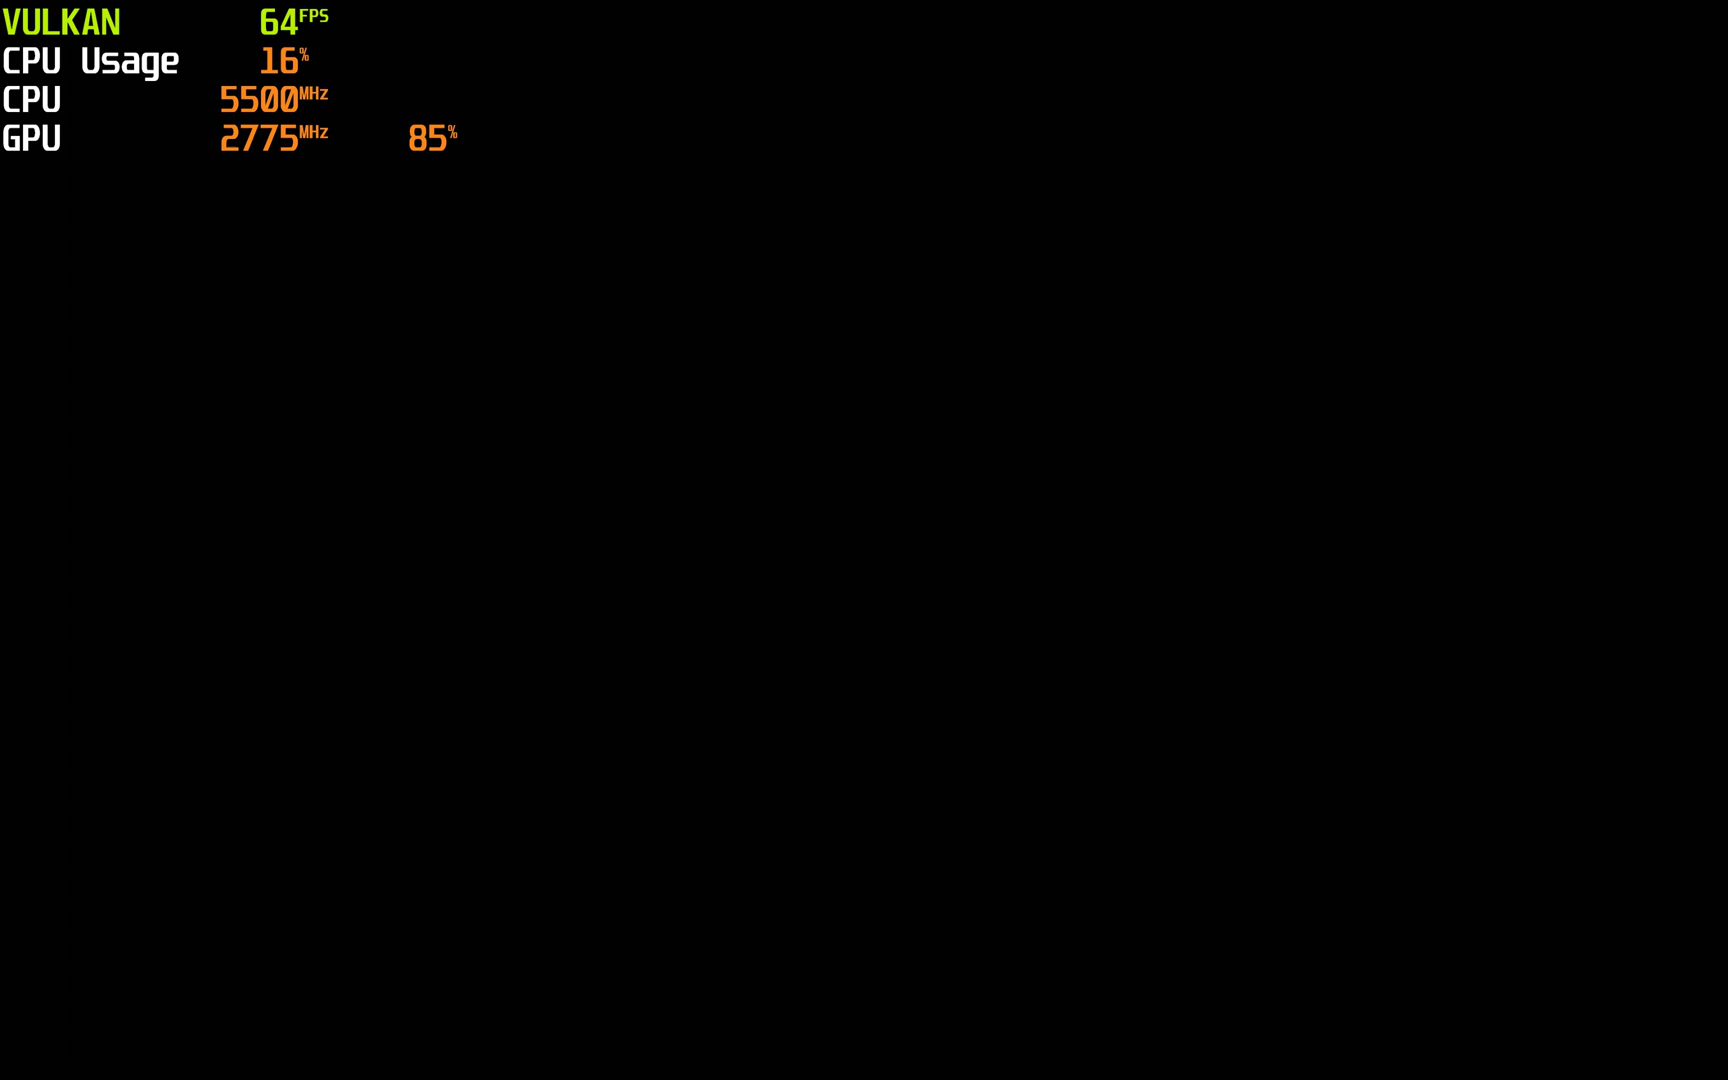 VULKAN 64FPS
CPU Usage 16%
CPU 5500MHz
GPU 2775MHz 85%